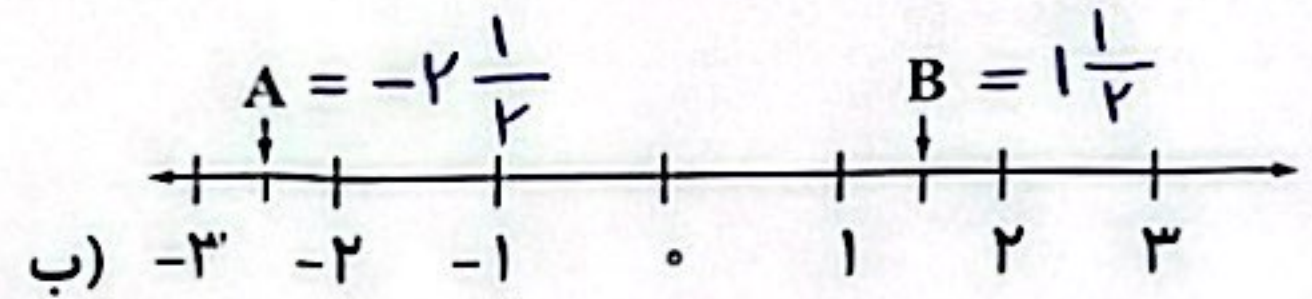 A = -۲ ۱/۲ B = ۱ ۱/۲
ب) -۳ -۲ -۱ ۰ ۱ ۲ ۳